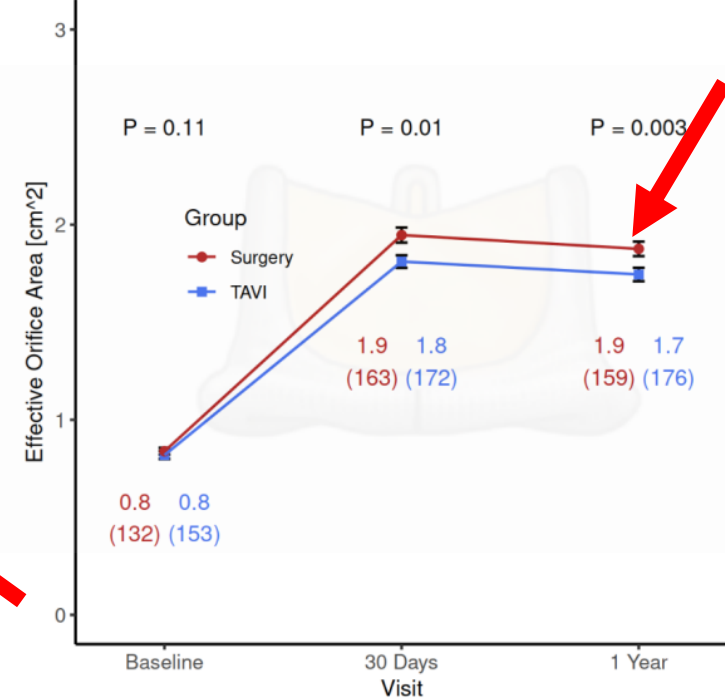 3
P = 0.11 P = 0.01 P = 0.003
Effective Orifice Area [cm^2]
2
Group
Surgery
TAVI
1.9 1.8 1.9 1.7
(163) (172) (159) (176)
1
0.8 0.8
(132) (153)
0
Baseline 30 Days 1 Year
Visit